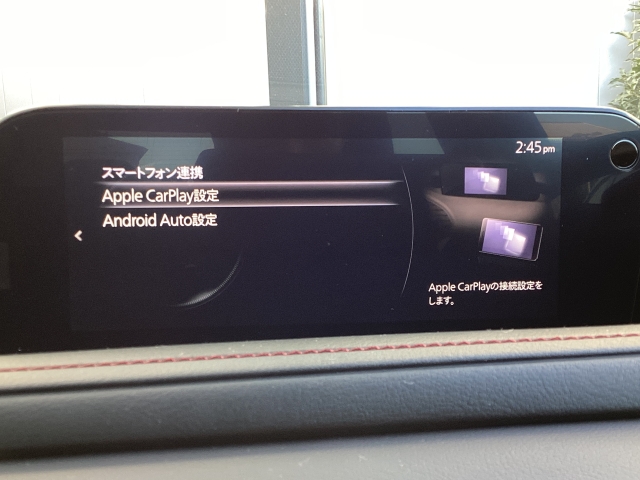 2:45pm
スマートフォン連携
Apple CarPlay設定
Android Auto設定
Apple CarPlayの接続設定を
します。